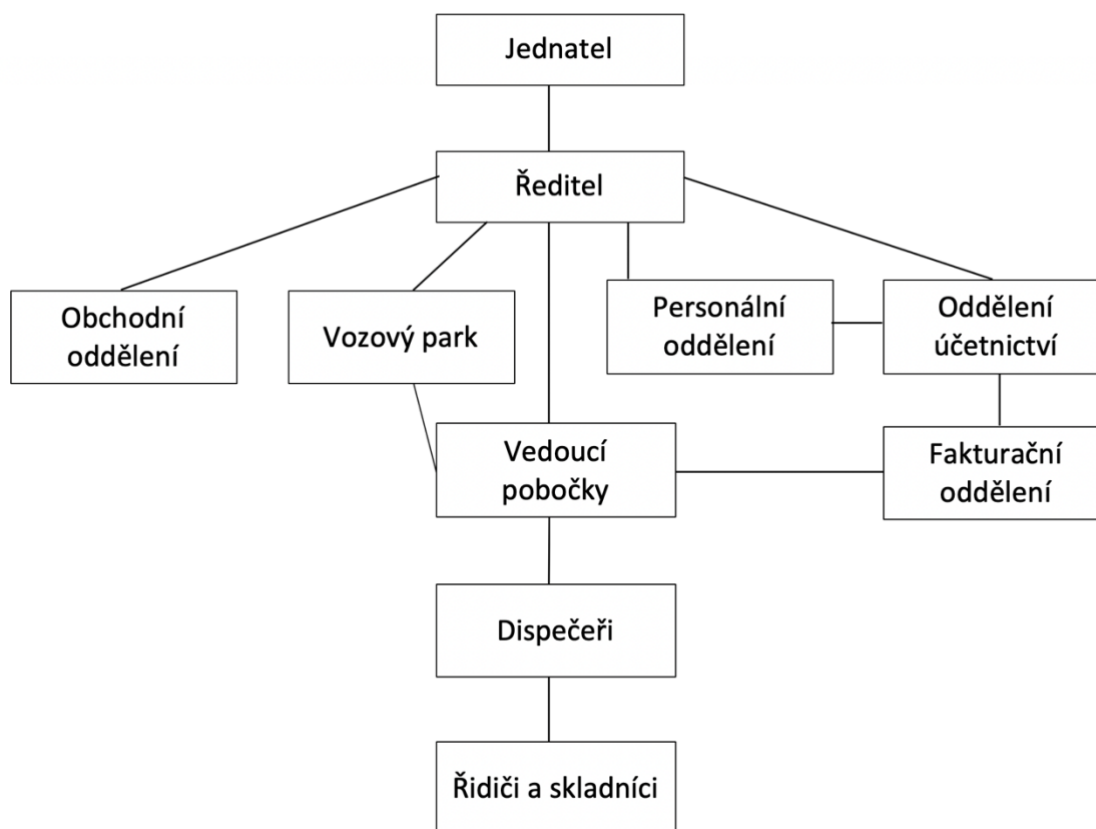 Jednatel
Ředitel
Obchodní
oddělení
Vozový park
Personální
oddělení
Oddělení
účetnictví
Vedoucí
pobočky
Fakturační
oddělení
Dispečeři
Řidiči a skladníci